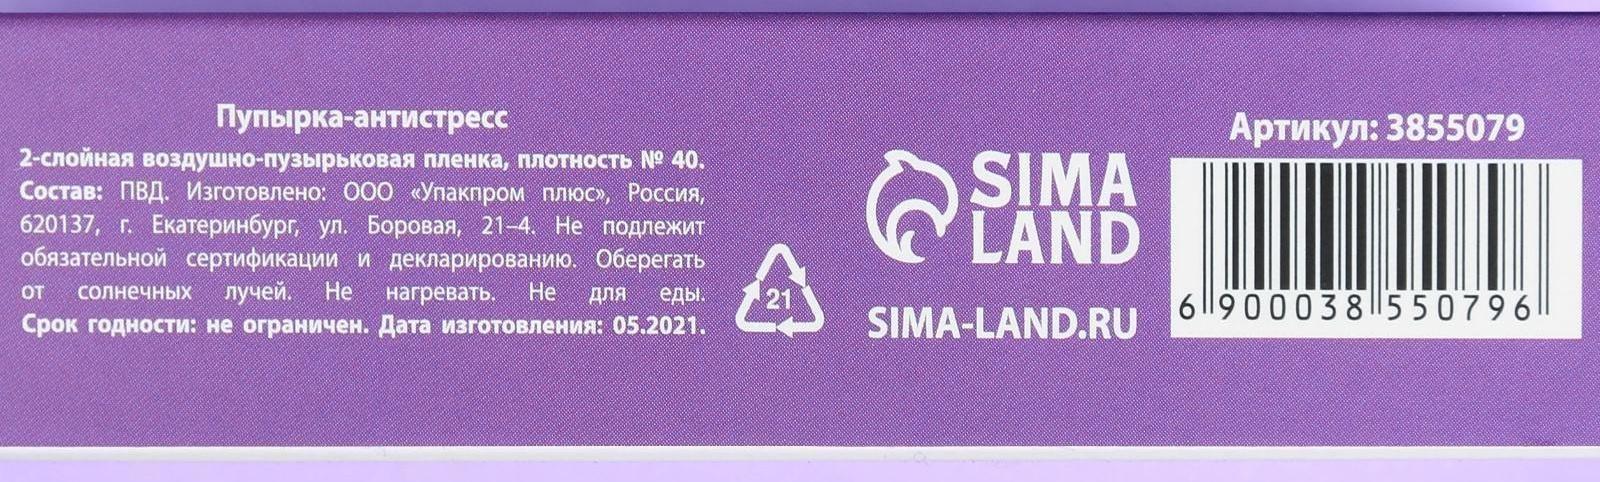 Пупырка-антистресс
2-слойная воздушно-пузырьковая пленка, плотность № 40.
Состав: ПВД. Изготовлено: ООО «Упакпром плюс», Россия,
620137, г. Екатеринбург, ул. Боровая, 21–4. Не подлежит
обязательной сертификации и декларированию. Оберегать
от солнечных лучей. Не нагревать. Не для еды.
Срок годности: не ограничен. Дата изготовления: 05.2021.
21
SIMA
LAND
SIMA-LAND.RU
Артикул: 3855079
6 900038 550796